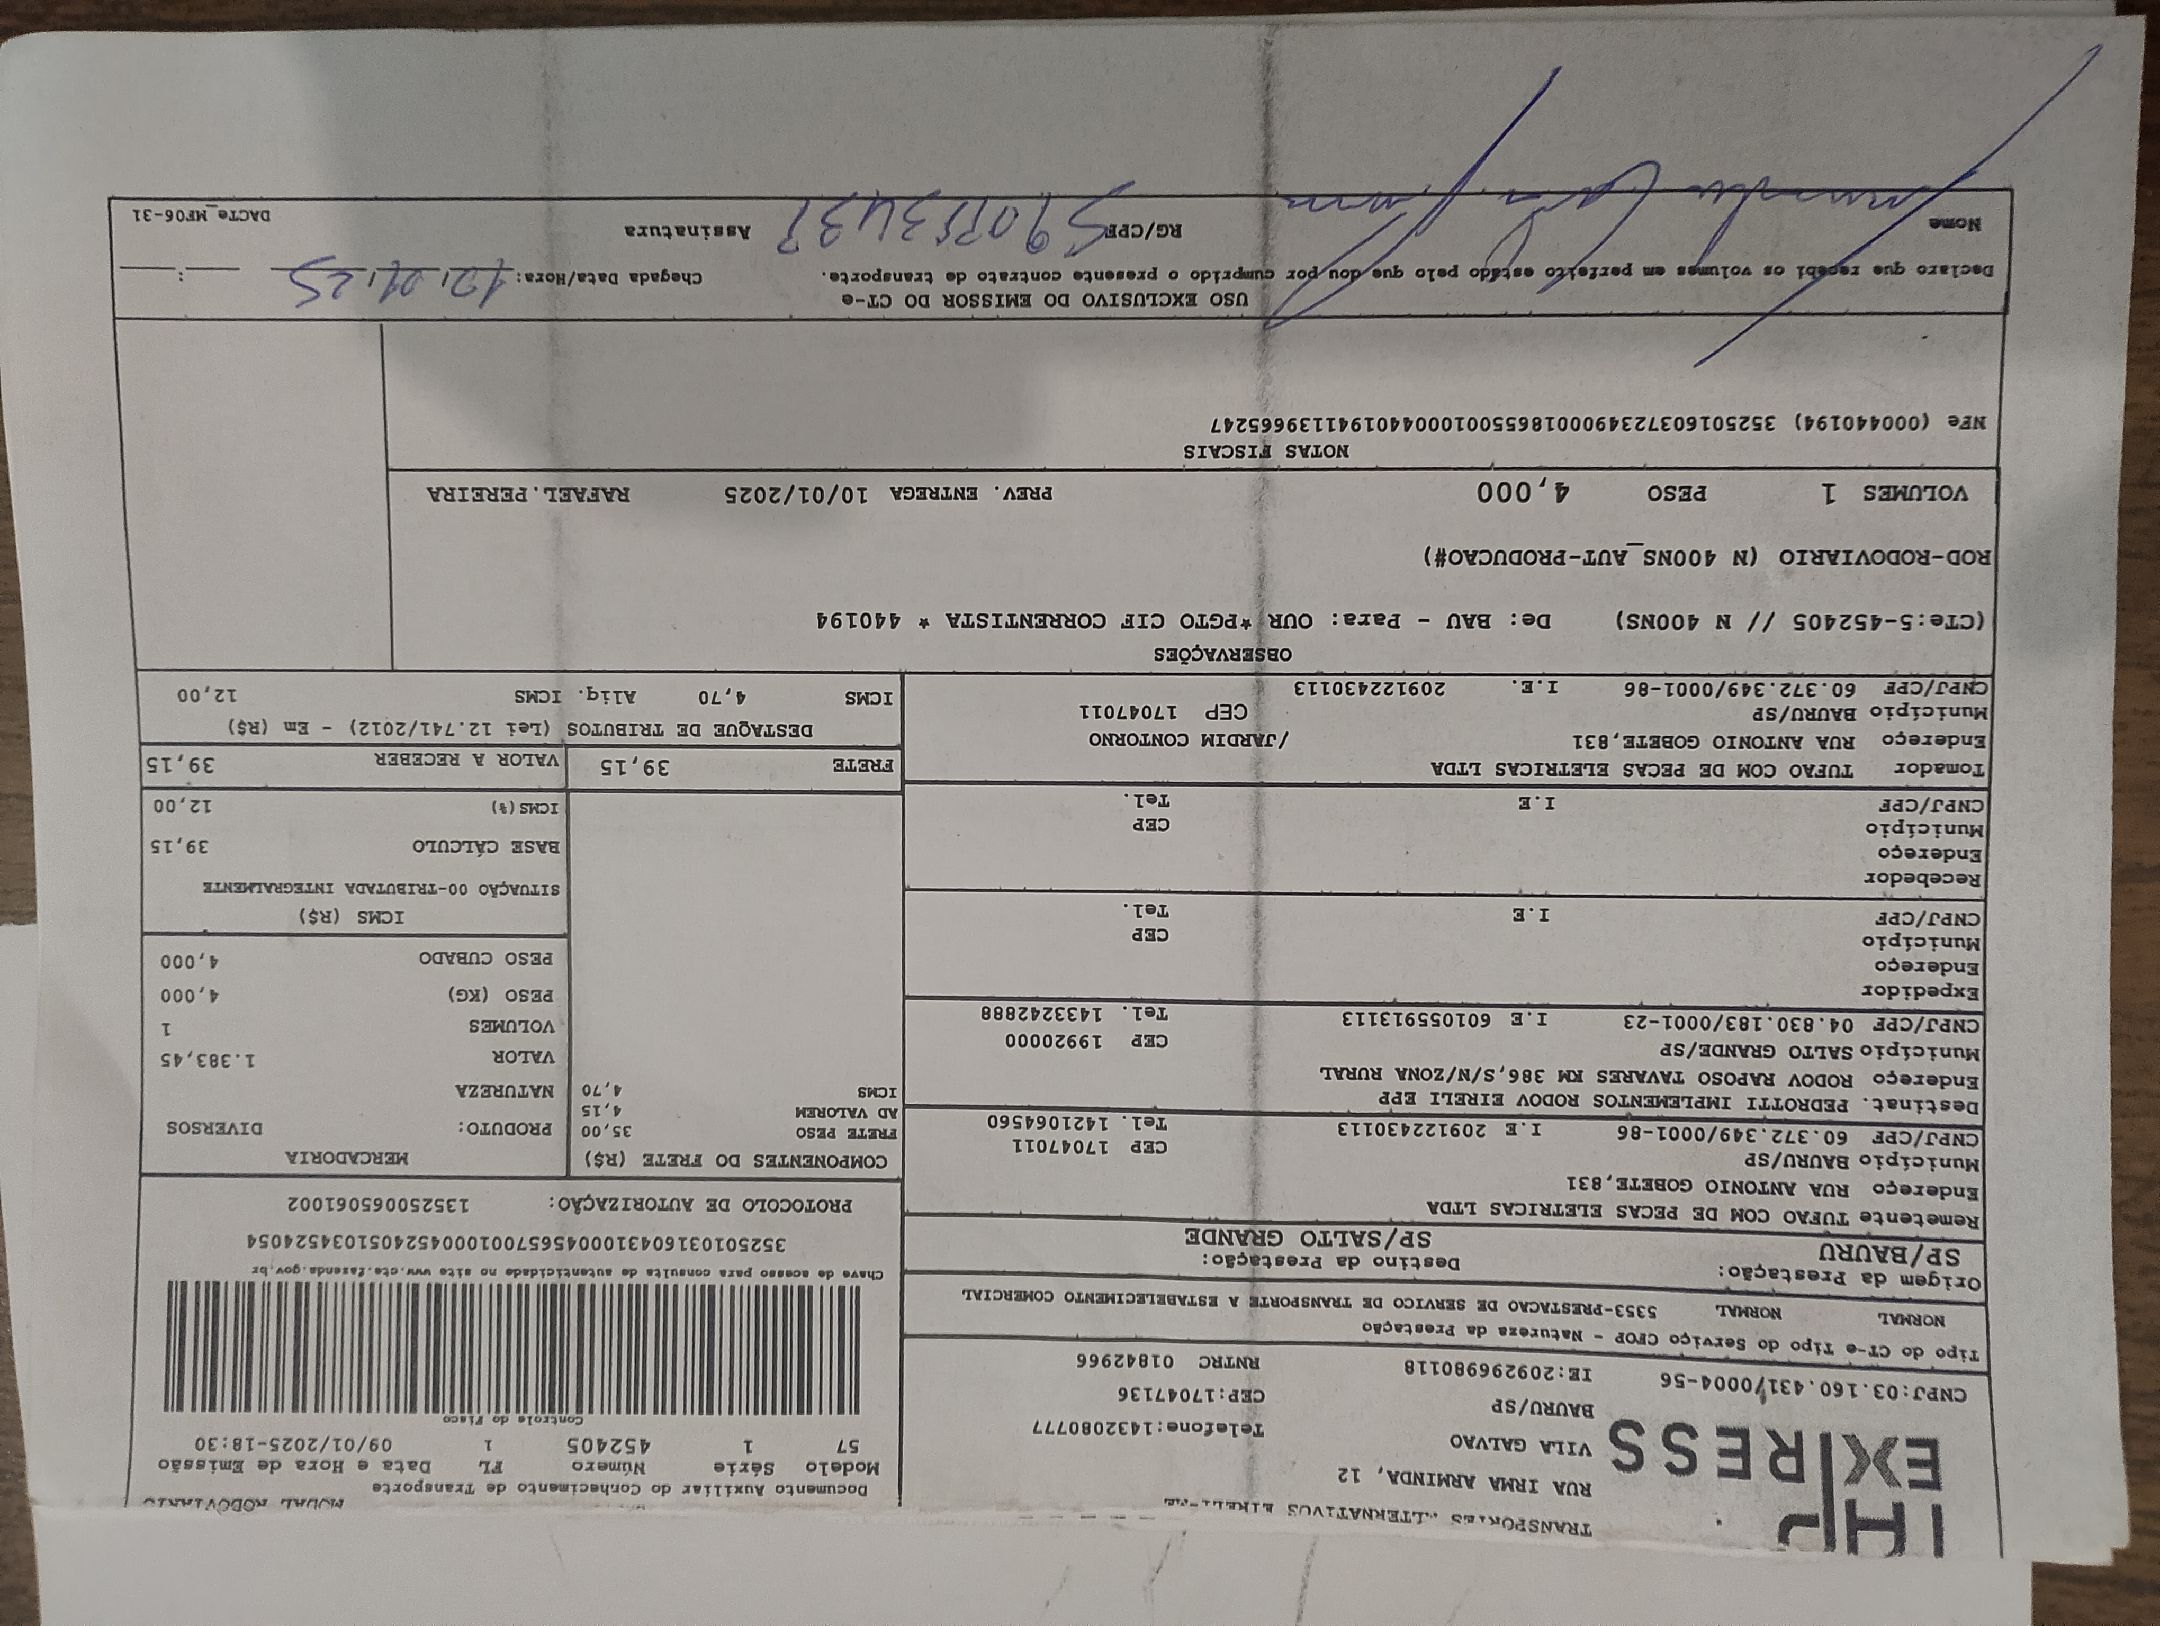 EXPRESS
RUA IRMA ARMINDA, 12
VILA GALVAO
BAURU/SP
Telefone:1432080777
CEP:17047136
CNPJ:03.160.431/0004-56 IE:209296980118 RNTRC 01842966
Documento Auxiliar do Conhecimento de Transporte
Modelo Série Número FL Data e Hora de Emissão
57 1 452405 1 09/01/2025-18:30
Controle do Fisco
Chave de acesso para consulta de autenticidade no site www.cte.fazenda.gov.br
35250103160431000456570010004524051034524054
PROTOCOLO DE AUTORIZAÇÃO: 135250065061002
Tipo do CT-e Tipo do Serviço CFOP - Natureza da Prestação
NORMAL NORMAL 5353-PRESTACAO DE SERVICO DE TRANSPORTE A ESTABELECIMENTO COMERCIAL
Origem da Prestação: Destino da Prestação:
SP/BAURU SP/SALTO GRANDE
Remetente TUFAO COM DE PECAS ELETRICAS LTDA
Endereço RUA ANTONIO GOBETE,831
Município BAURU/SP CEP 17047011
CNPJ/CPF 60.372.349/0001-86 I.E 209122430113 Tel. 1421064560
Destinat. PEDROTTI IMPLEMENTOS RODOV EIRELI EPP
Endereço RODOV RAPOSO TAVARES KM 386,S/N/ZONA RURAL
Município SALTO GRANDE/SP CEP 19920000
CNPJ/CPF 04.830.183/0001-23 I.E 601055913113 Tel. 1433242888
Expedidor
Endereço
Município CEP
CNPJ/CPF I.E Tel.
Recebedor
Endereço
Município CEP
CNPJ/CPF I.E Tel.
Tomador TUFAO COM DE PECAS ELETRICAS LTDA
Endereço RUA ANTONIO GOBETE,831 /JARDIM CONTORNO
Município BAURU/SP CEP 17047011
CNPJ/CPF 60.372.349/0001-86 I.E. 209122430113
COMPONENTES DO FRETE (R$)
FRETE PESO 35,00
AD VALOREM 4,15
ICMS 4,70
MERCADORIA
PRODUTO: DIVERSOS
NATUREZA
VALOR 1.383,45
VOLUMES 1
PESO (KG) 4,000
PESO CUBADO 4,000
ICMS (R$)
SITUAÇÃO 00-TRIBUTADA INTEGRALMENTE
BASE CÁLCULO 39,15
ICMS(%) 12,00
FRETE 39,15 VALOR A RECEBER 39,15
DESTAQUE DE TRIBUTOS (Lei 12.741/2012) - Em (R$)
ICMS 4,70 Aliq. ICMS 12,00
OBSERVAÇÕES
(CTe:5-452405 // N 400NS) De: BAU - Para: OUR *PGTO CIF CORRENTISTA * 440194
ROD-RODOVIARIO (N 400NS_AUT-PRODUCAO#)
VOLUMES 1 PESO 4,000 PREV. ENTREGA 10/01/2025 RAFAEL.PEREIRA
NOTAS FISCAIS
NFe (000440194) 35250160372349000186550010004401941139665247
USO EXCLUSIVO DO EMISSOR DO CT-e
Declaro que recebi os volumes em perfeito estado pelo que dou por cumprido o presente contrato de transporte. Chegada Data/Hora: :
Nome RG/CPF Assinatura DACTe_MF06-31